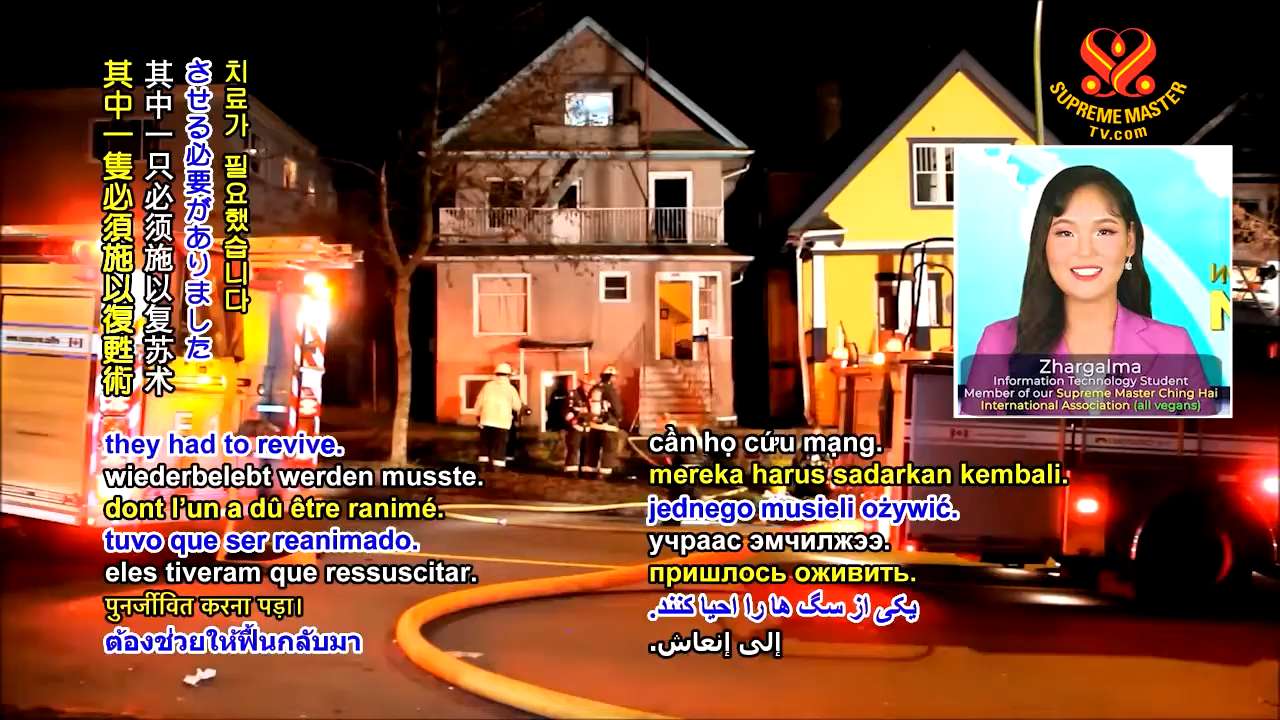 치료가 필요했습니다
させる必要がありました
其中一只必须施以复苏术
其中一隻必須施以復甦術
SUPREME MASTER
TV.com
Zhargalma
Information Technology Student
Member of our Supreme Master Ching Hai
International Association (all vegans)
they had to revive.
wiederbelebt werden musste.
dont l'un a dû être ranimé.
tuvo que ser reanimado.
eles tiveram que ressuscitar.
पुनर्जीवित करना पड़ा।
ต้องช่วยให้ฟื้นกลับมา
cần họ cứu mạng.
mereka harus sadarkan kembali.
jednego musieli ożywić.
учраас эмчилжээ.
пришлось оживить.
یکی از سگ ها را احیا کنند.
إلى إنعاش.